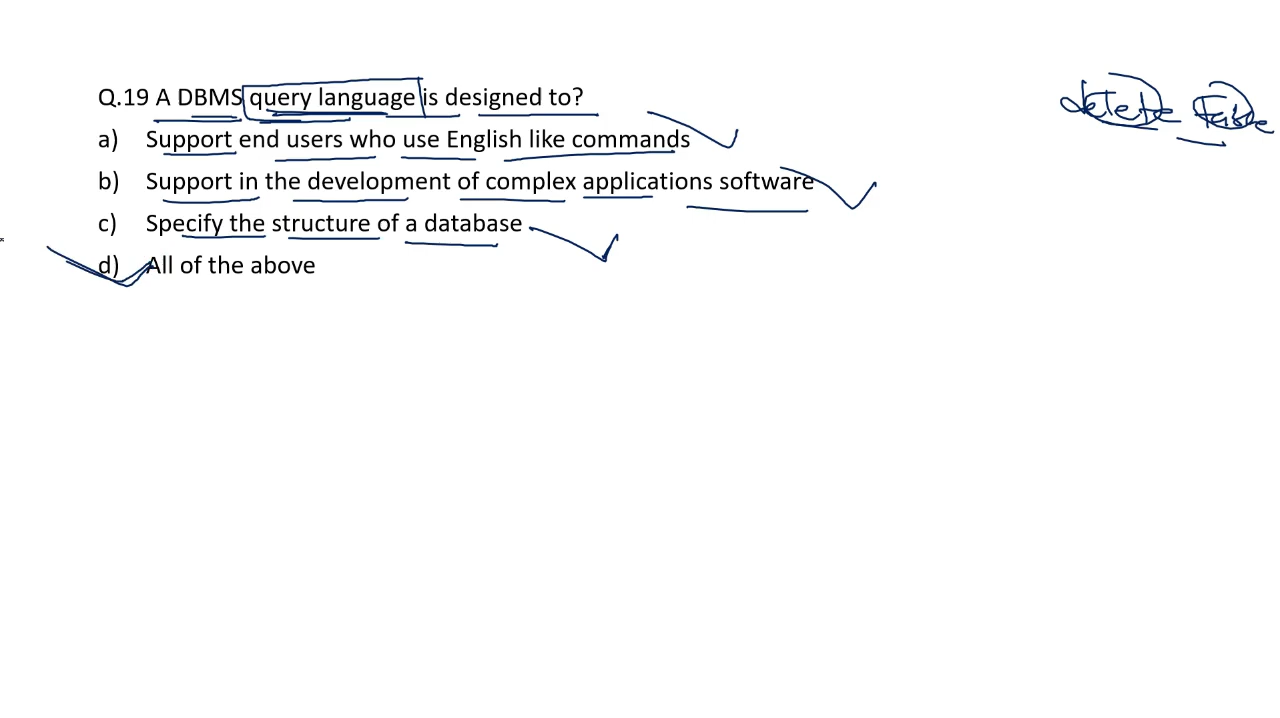 Q.19 A DBMS query language is designed to?
delete
a) Support end users who use English like commands
b) Support in the development of complex applications software
c) Specify the structure of a database
d) All of the above